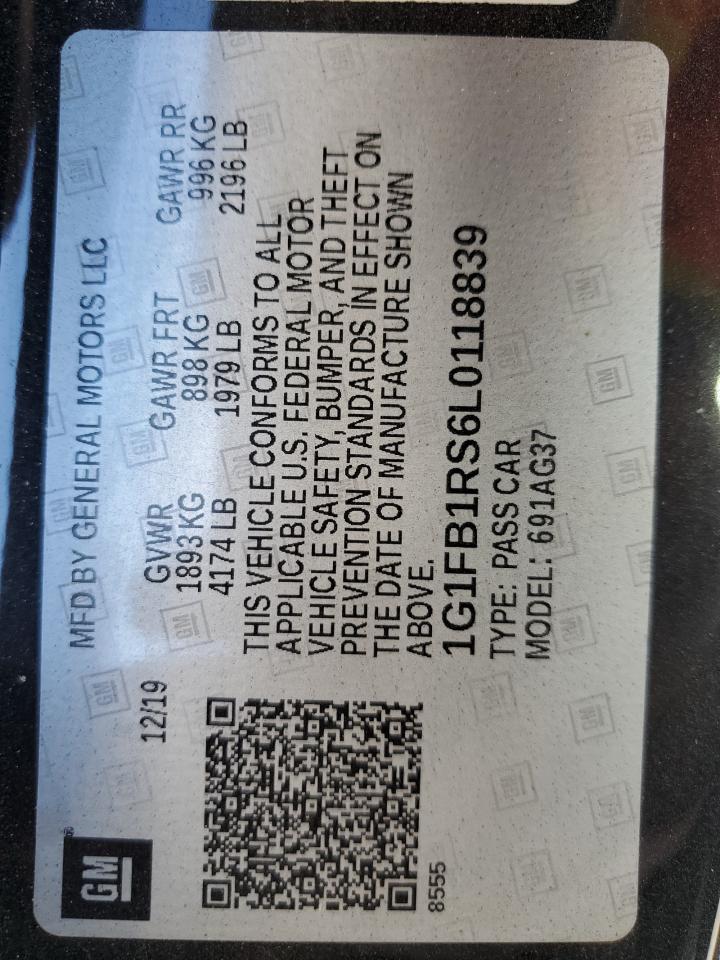 GM
MFD BY GENERAL MOTORS LLC
12/19
GVWR GAWR FRT GAWR RR
1893 KG 898 KG 996 KG
4174 LB 1979 LB 2196 LB
THIS VEHICLE CONFORMS TO ALL
APPLICABLE U.S. FEDERAL MOTOR
VEHICLE SAFETY, BUMPER, AND THEFT
PREVENTION STANDARDS IN EFFECT ON
THE DATE OF MANUFACTURE SHOWN
ABOVE.
1G1FB1RS6L0118839
TYPE: PASS CAR
MODEL: 691AG37
8555